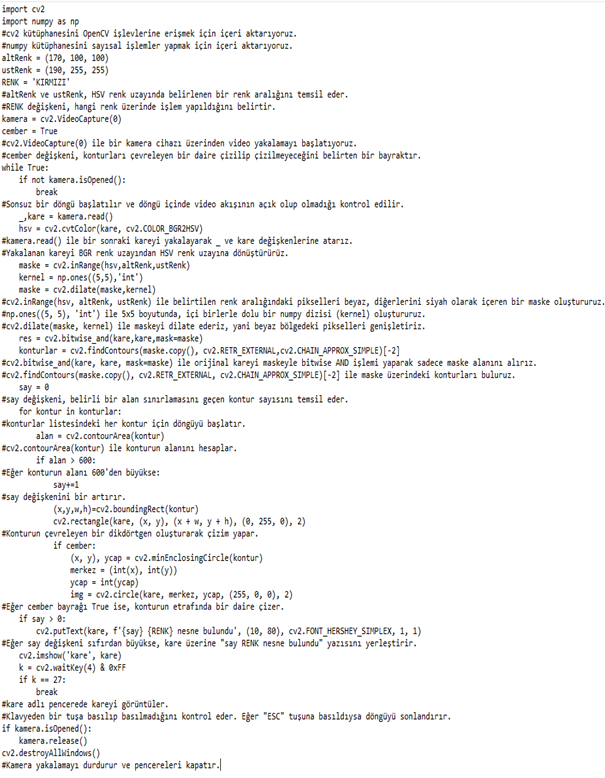 import cv2
import numpy as np
#cv2 kütüphanesini OpenCV işlevlerine erişmek için içeri aktarıyoruz.
#numpy kütüphanesini sayısal işlemler yapmak için içeri aktarıyoruz.
altRenk = (170, 100, 100)
ustRenk = (190, 255, 255)
RENK = 'KIRMIZI'
#altRenk ve ustRenk, HSV renk uzayında belirlenen bir renk aralığını temsil eder.
#RENK değişkeni, hangi renk üzerinde işlem yapıldığını belirtir.
kamera = cv2.VideoCapture(0)
cember = True
#cv2.VideoCapture(0) ile bir kamera cihazı üzerinden video yakalamayı başlatıyoruz.
#cember değişkeni, konturları çevreleyen bir daire çizilip çizilmeyeceğini belirten bir bayraktır.
while True:
    if not kamera.isOpened():
        break
#Sonsuz bir döngü başlatılır ve döngü içinde video akışının açık olup olmadığı kontrol edilir.
    _,kare = kamera.read()
    hsv = cv2.cvtColor(kare, cv2.COLOR_BGR2HSV)
#kamera.read() ile bir sonraki kareyi yakalayarak _ ve kare değişkenlerine atarız.
#Yakalanan kareyi BGR renk uzayından HSV renk uzayına dönüştürürüz.
    maske = cv2.inRange(hsv,altRenk,ustRenk)
    kernel = np.ones((5,5),'int')
    maske = cv2.dilate(maske,kernel)
#cv2.inRange(hsv, altRenk, ustRenk) ile belirtilen renk aralığındaki pikselleri beyaz, diğerlerini siyah olarak içeren bir maske oluştururuz.
#np.ones((5, 5), 'int') ile 5x5 boyutunda, içi birlerle dolu bir numpy dizisi (kernel) oluştururuz.
#cv2.dilate(maske, kernel) ile maskeyi dilate ederiz, yani beyaz bölgedeki pikselleri genişletiriz.
    res = cv2.bitwise_and(kare,kare,mask=maske)
    konturlar = cv2.findContours(maske.copy(), cv2.RETR_EXTERNAL,cv2.CHAIN_APPROX_SIMPLE)[-2]
#cv2.bitwise_and(kare, kare, mask=maske) ile orijinal kareyi maskeyle bitwise AND işlemi yaparak sadece maske alanını alırız.
#cv2.findContours(maske.copy(), cv2.RETR_EXTERNAL, cv2.CHAIN_APPROX_SIMPLE)[-2] ile maske üzerindeki konturları buluruz.
    say = 0
#say değişkeni, belirli bir alan sınırlamasını geçen kontur sayısını temsil eder.
    for kontur in konturlar:
#konturlar listesindeki her kontur için döngüyü başlatır.
        alan = cv2.contourArea(kontur)
#cv2.contourArea(kontur) ile konturun alanını hesaplar.
        if alan > 600:
#Eğer konturun alanı 600'den büyükse:
            say+=1
#say değişkenini bir artırır.
            (x,y,w,h)=cv2.boundingRect(kontur)
            cv2.rectangle(kare, (x, y), (x + w, y + h), (0, 255, 0), 2)
#Konturun çevreleyen bir dikdörtgen oluşturarak çizim yapar.
            if cember:
                (x, y), ycap = cv2.minEnclosingCircle(kontur)
                merkez = (int(x), int(y))
                ycap = int(ycap)
                img = cv2.circle(kare, merkez, ycap, (255, 0, 0), 2)
#Eğer cember bayrağı True ise, konturun etrafında bir daire çizer.
    if say > 0:
        cv2.putText(kare, f'{say} {RENK} nesne bulundu', (10, 80), cv2.FONT_HERSHEY_SIMPLEX, 1, 1)
#Eğer say değişkeni sıfırdan büyükse, kare üzerine "say RENK nesne bulundu" yazısını yerleştirir.
    cv2.imshow('kare', kare)
    k = cv2.waitKey(4) & 0xFF
    if k == 27:
        break
#kare adlı pencerede kareyi görüntüler.
#Klavyeden bir tuşa basılıp basılmadığını kontrol eder. Eğer "ESC" tuşuna basıldıysa döngüyü sonlandırır.
if kamera.isOpened():
    kamera.release()
cv2.destroyAllWindows()
#Kamera yakalamayı durdurur ve pencereleri kapatır.